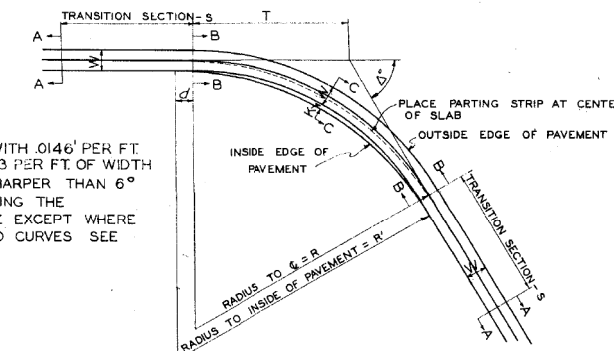 TRANSITION SECTION-S
T
A
B
W
A
B
d
Δ°
C
W
K
C
PLACE PARTING STRIP AT CENTE
OF SLAB
OUTSIDE EDGE OF PAVEMENT
WITH .0146' PER FT.
3 PER FT. OF WIDTH
HARPER THAN 6°
ING THE
E EXCEPT WHERE
D CURVES SEE
INSIDE EDGE OF
PAVEMENT
B
B
TRANSITION SECTION-S
RADIUS TO ℄ = R
RADIUS TO INSIDE OF PAVEMENT = R'
W
A
A